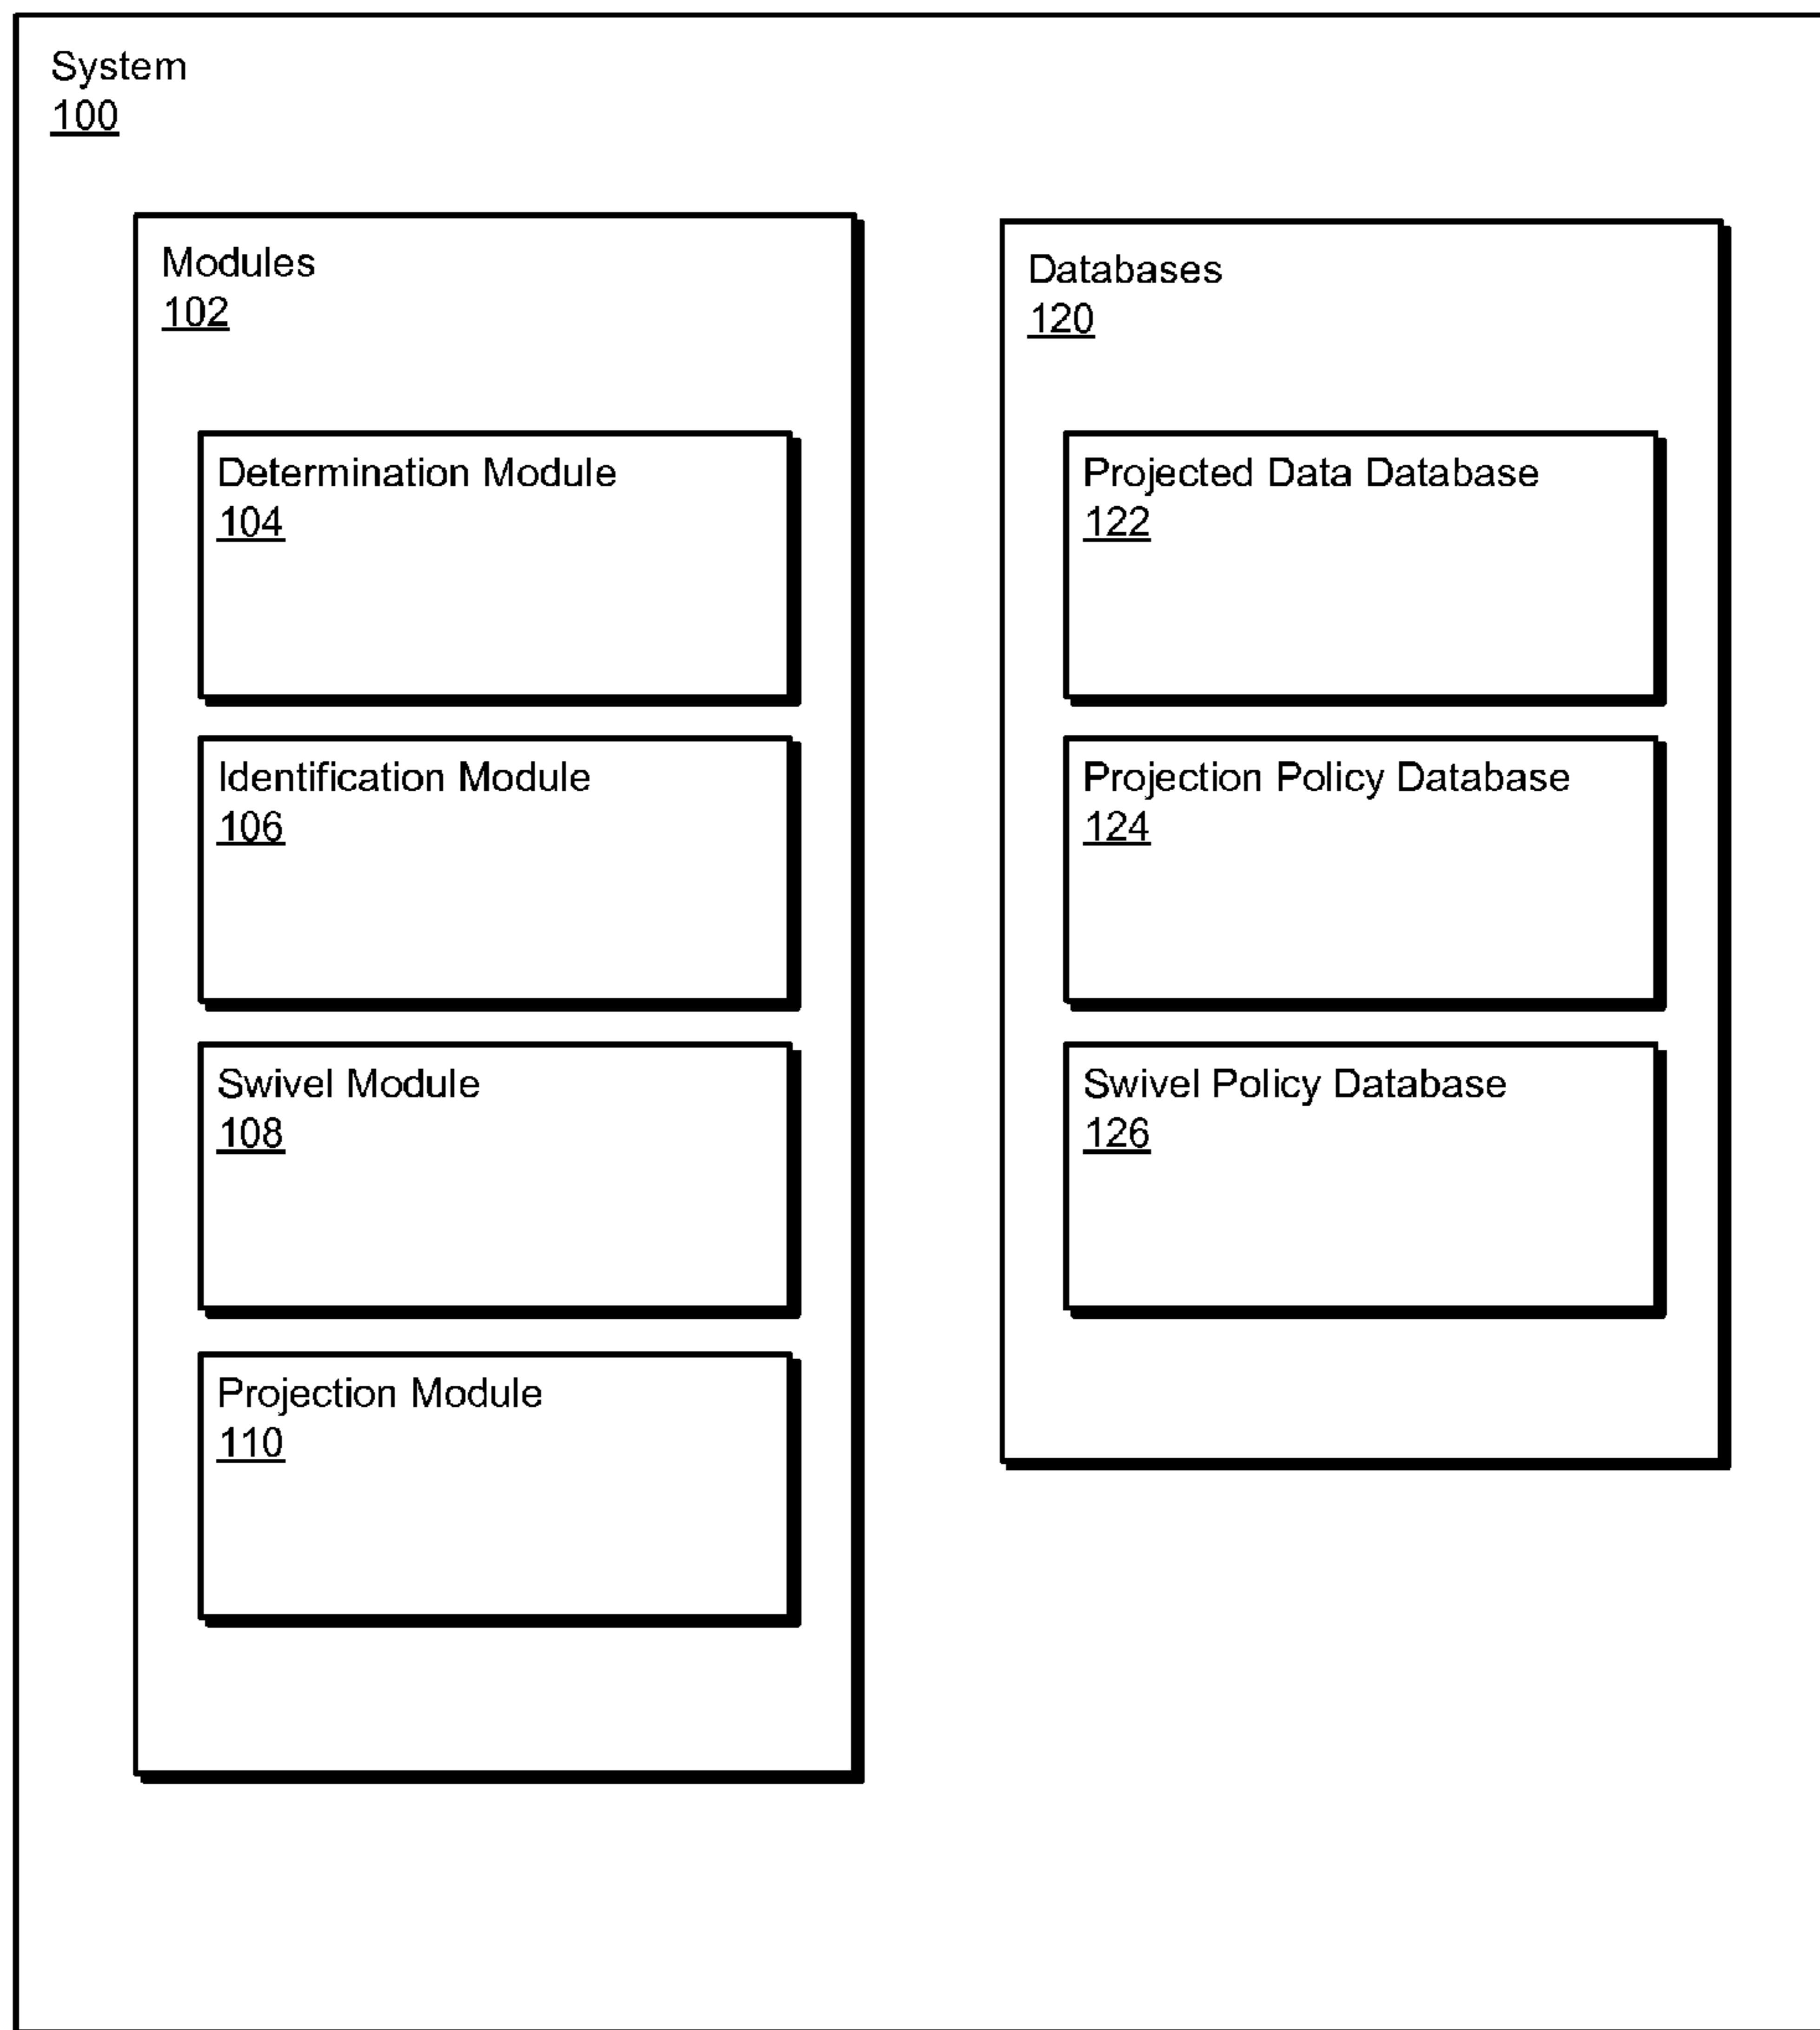 System
100
Modules
102
Determination Module
104
Identification Module
106
Swivel Module
108
Projection Module
110
Databases
120
Projected Data Database
122
Projection Policy Database
124
Swivel Policy Database
126